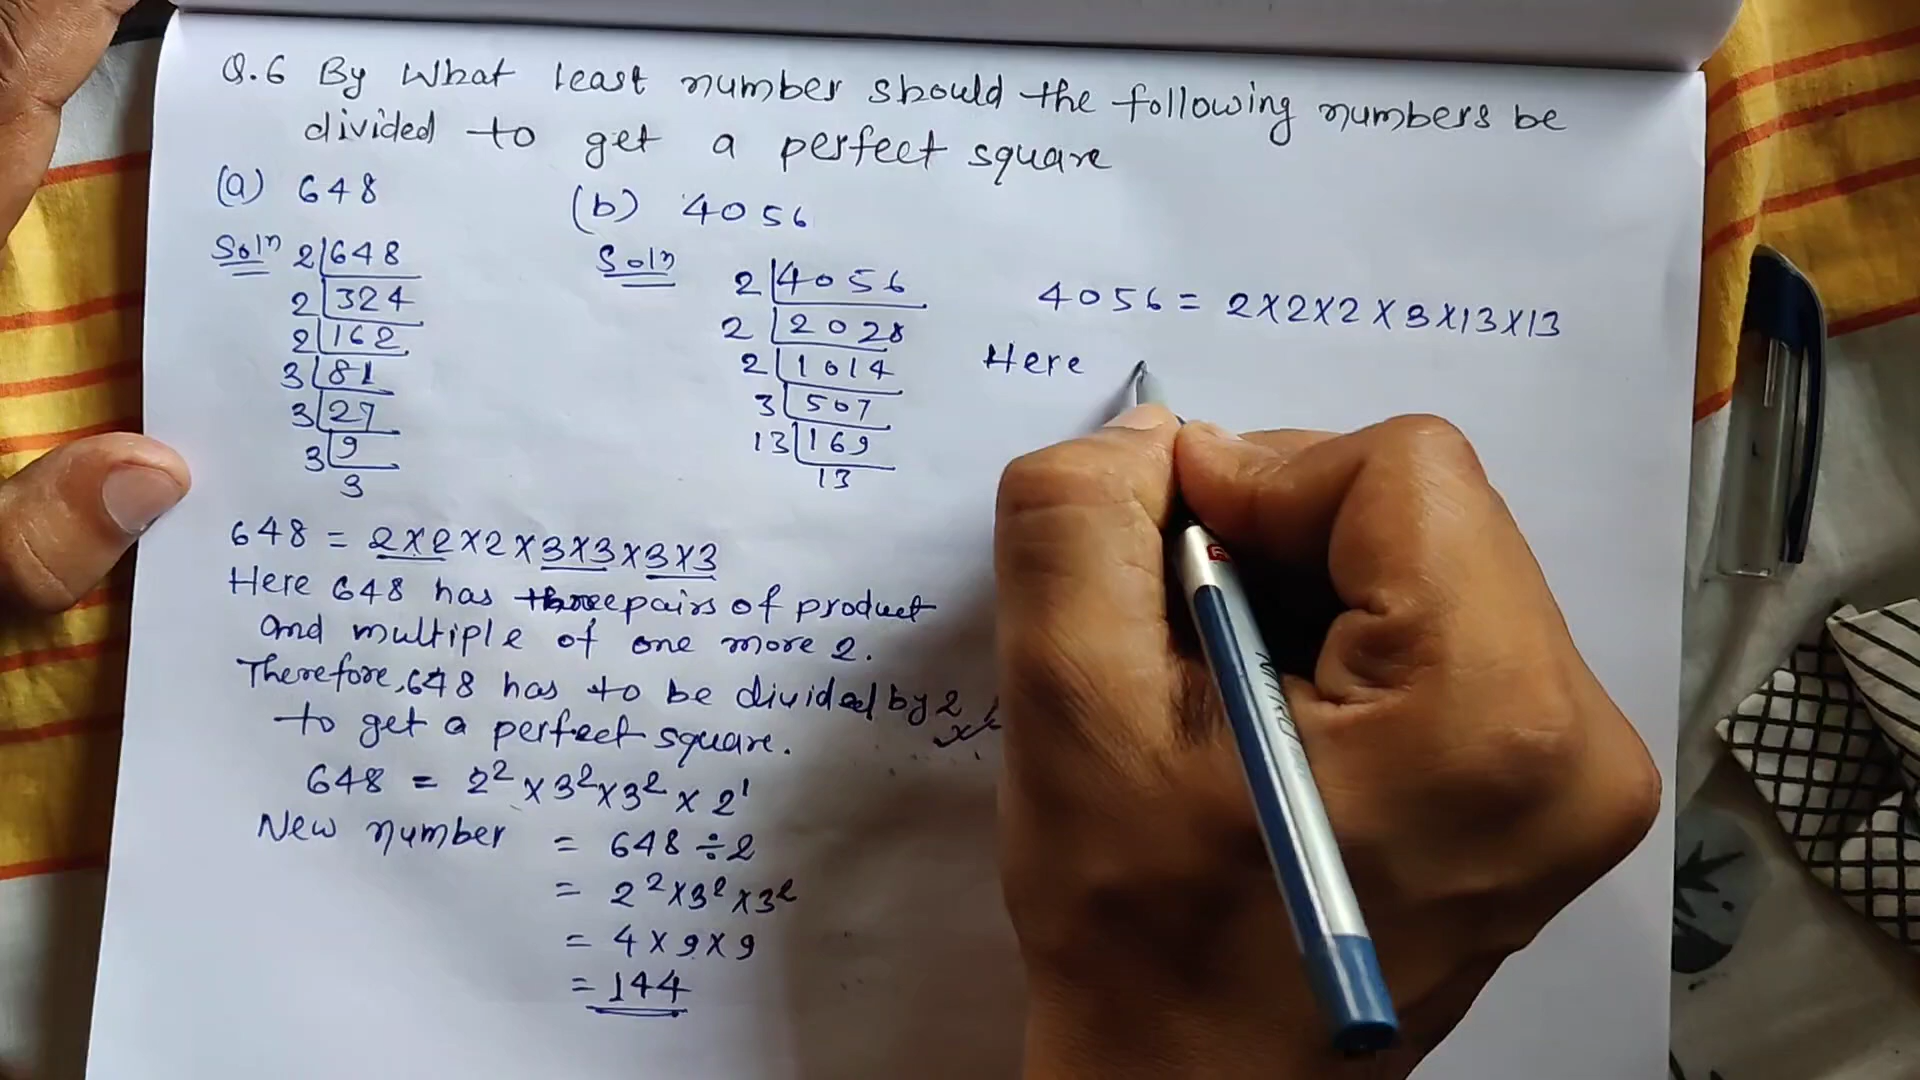 Q.6 By What least number should the following numbers be
divided to get a perfect square
(a) 648
(b) 4056
Soln
2 648
2 324
2 162
3 81
3 27
3 9
3
648 = 2×2×2×3×3×3×3
Here 648 has three pairs of product
and multiple of one more 2.
Therefore, 648 has to be divided by 2
to get a perfect square.
648 = 2² × 3² × 3² × 2¹
New number = 648 ÷ 2
= 2² × 3² × 3²
= 4 × 9 × 9
= 144
Soln
2 4056
2 2028
2 1014
3 507
13 169
13
4056 = 2×2×2×3×13×13
Here